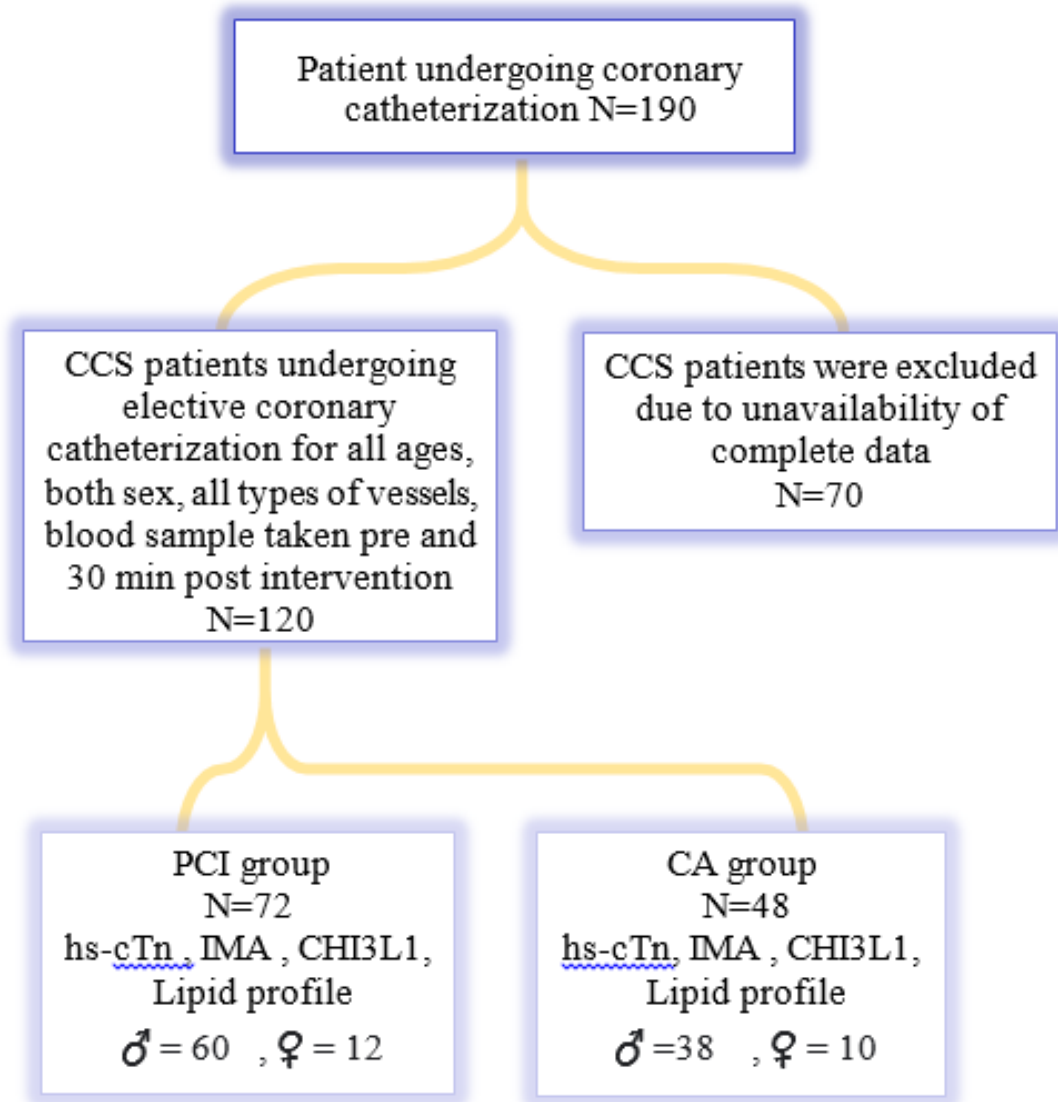 Patient undergoing coronary
catheterization N=190
CCS patients undergoing
elective coronary
catheterization for all ages,
both sex, all types of vessels,
blood sample taken pre and
30 min post intervention
N=120
CCS patients were excluded
due to unavailability of
complete data
N=70
PCI group
N=72
hs-cTn , IMA , CHI3L1,
Lipid profile
♂ = 60 , ♀ = 12
CA group
N=48
hs-cTn, IMA , CHI3L1,
Lipid profile
♂ =38 , ♀ = 10